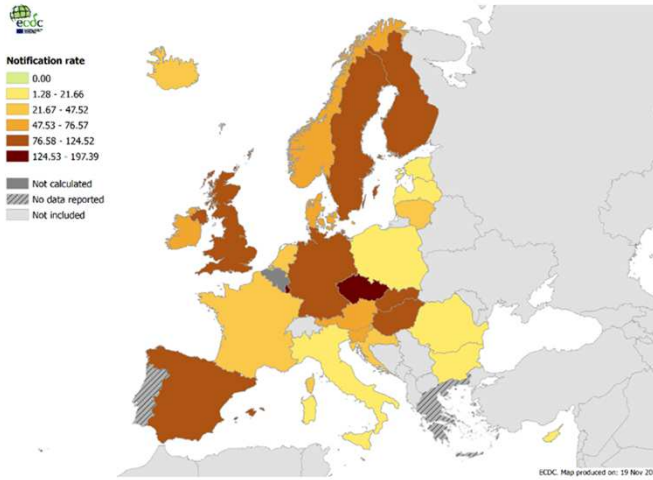 ecdc
Notification rate
0.00
1.28 - 21.66
21.67 - 47.52
47.53 - 76.57
76.58 - 124.52
124.53 - 197.39
Not calculated
No data reported
Not included
ECDC. Map produced on: 19 Nov 20